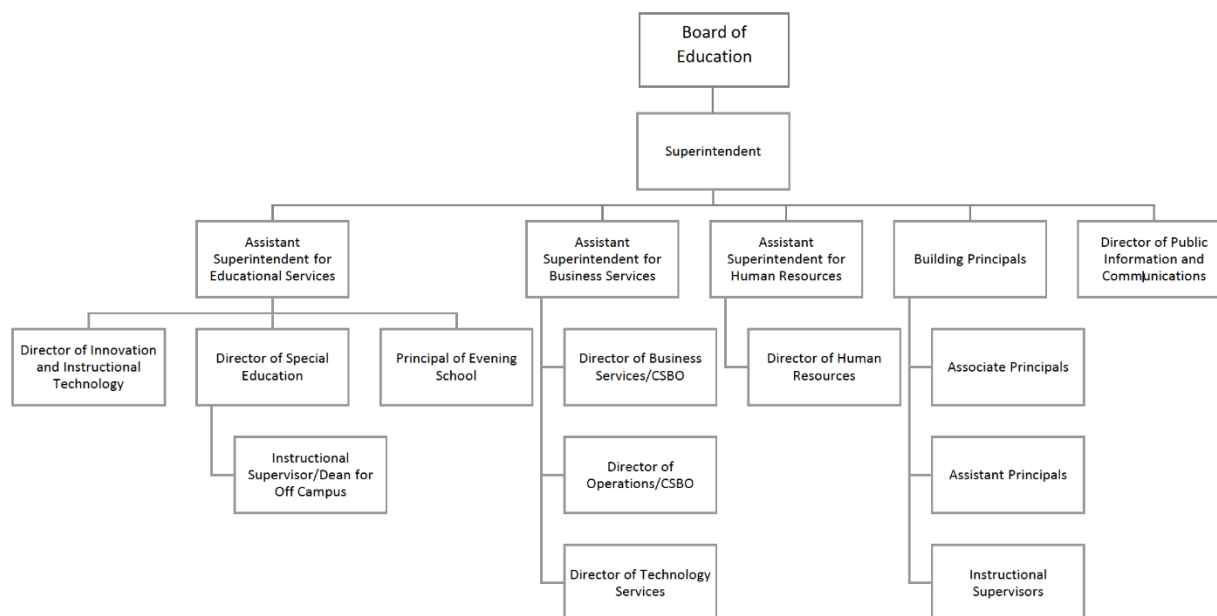 Board of
Education
Superintendent
Assistant
Superintendent for
Educational Services
Assistant
Superintendent for
Business Services
Assistant
Superintendent for
Human Resources
Building Principals
Director of Public
Information and
Communications
Director of Innovation
and Instructional
Technology
Director of Special
Education
Principal of Evening
School
Director of Business
Services/CSBO
Director of Human
Resources
Associate Principals
Instructional
Supervisor/Dean for
Off Campus
Director of
Operations/CSBO
Assistant Principals
Director of Technology
Services
Instructional
Supervisors